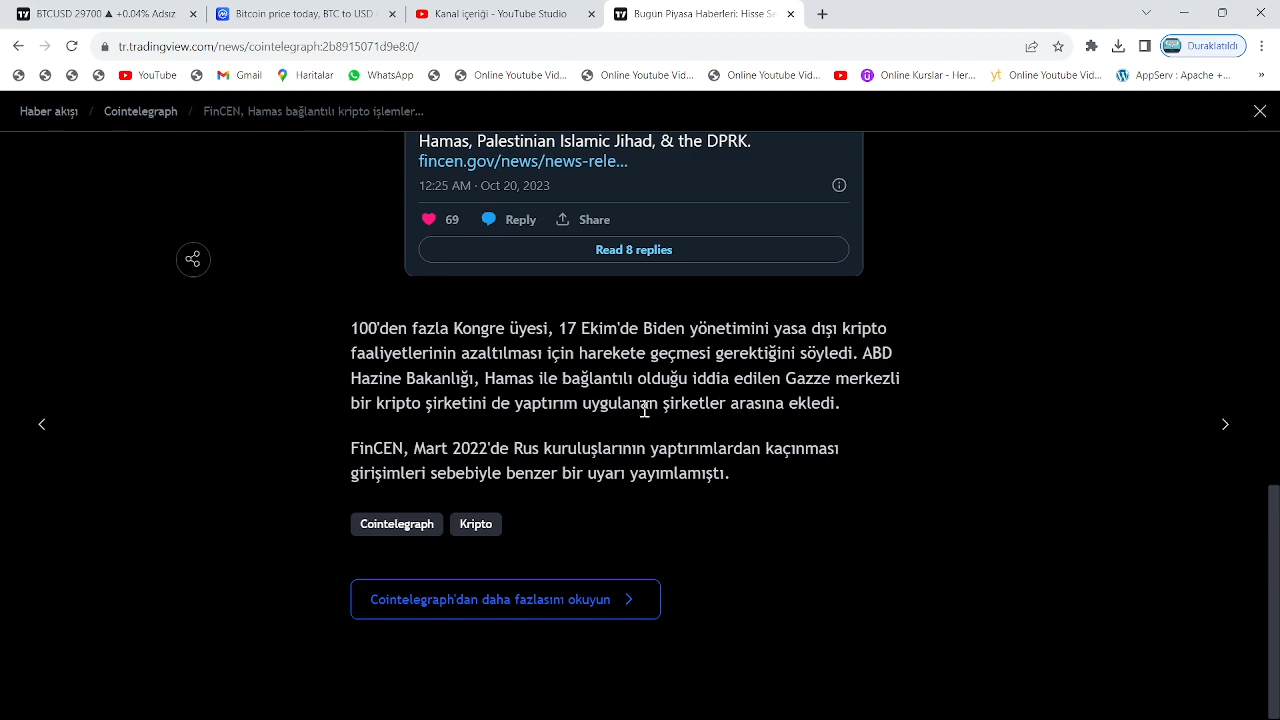 BTCUSD 29700 ▲ +0.04% Adsız
Bitcoin price today, BTC to USD
Kanal içeriği - YouTube Studio
Bugün Piyasa Haberleri: Hisse Se
tr.tradingview.com/news/cointelegraph:2b8915071d9e8:0/
Duraklatıldı
YouTube
Gmail
Haritalar
WhatsApp
Online Youtube Vid...
Online Youtube Vid...
Online Youtube Vid...
Online Kurslar - Her...
Online Youtube Vid...
AppServ : Apache +...
Haber akışı / Cointelegraph / FinCEN, Hamas bağlantılı kripto işlemler...
Hamas, Palestinian Islamic Jihad, & the DPRK.
fincen.gov/news/news-rele...
12:25 AM · Oct 20, 2023
69 Reply Share
Read 8 replies
100'den fazla Kongre üyesi, 17 Ekim'de Biden yönetimini yasa dışı kripto
faaliyetlerinin azaltılması için harekete geçmesi gerektiğini söyledi. ABD
Hazine Bakanlığı, Hamas ile bağlantılı olduğu iddia edilen Gazze merkezli
bir kripto şirketini de yaptırım uygulanan şirketler arasına ekledi.
FinCEN, Mart 2022'de Rus kuruluşlarının yaptırımlardan kaçınması
girişimleri sebebiyle benzer bir uyarı yayımlamıştı.
Cointelegraph Kripto
Cointelegraph'dan daha fazlasını okuyun